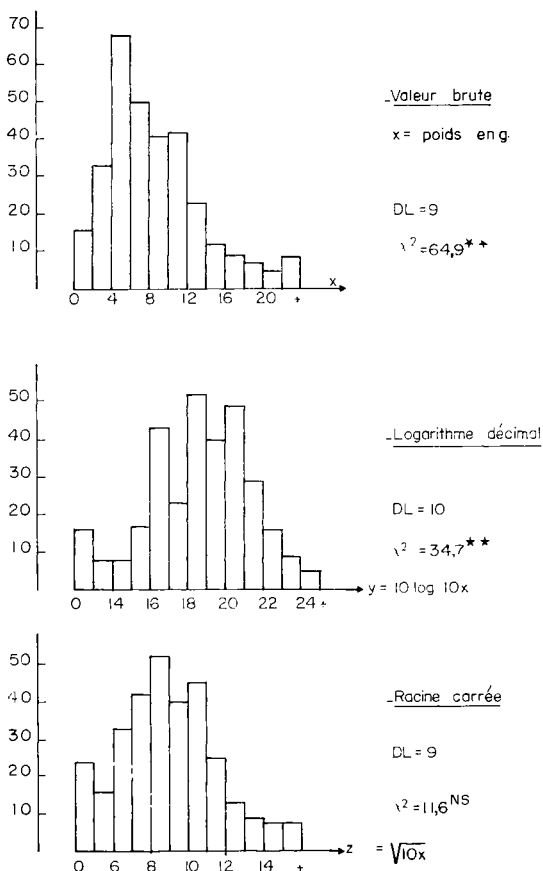 70
60
50
40
30
20
10
0 4 8 12 16 20 +
x
_Valeur brute
x = poids en g.
DL = 9
χ² = 64,9**
50
40
30
20
10
0 14 16 18 20 22 24 +
y = 10 log 10x
_Logarithme décimal
DL = 10
χ² = 34,7**
50
40
30
20
10
0 6 8 10 12 14 +
z = √10x
_Racine carrée
DL = 9
χ² = 11,6 NS